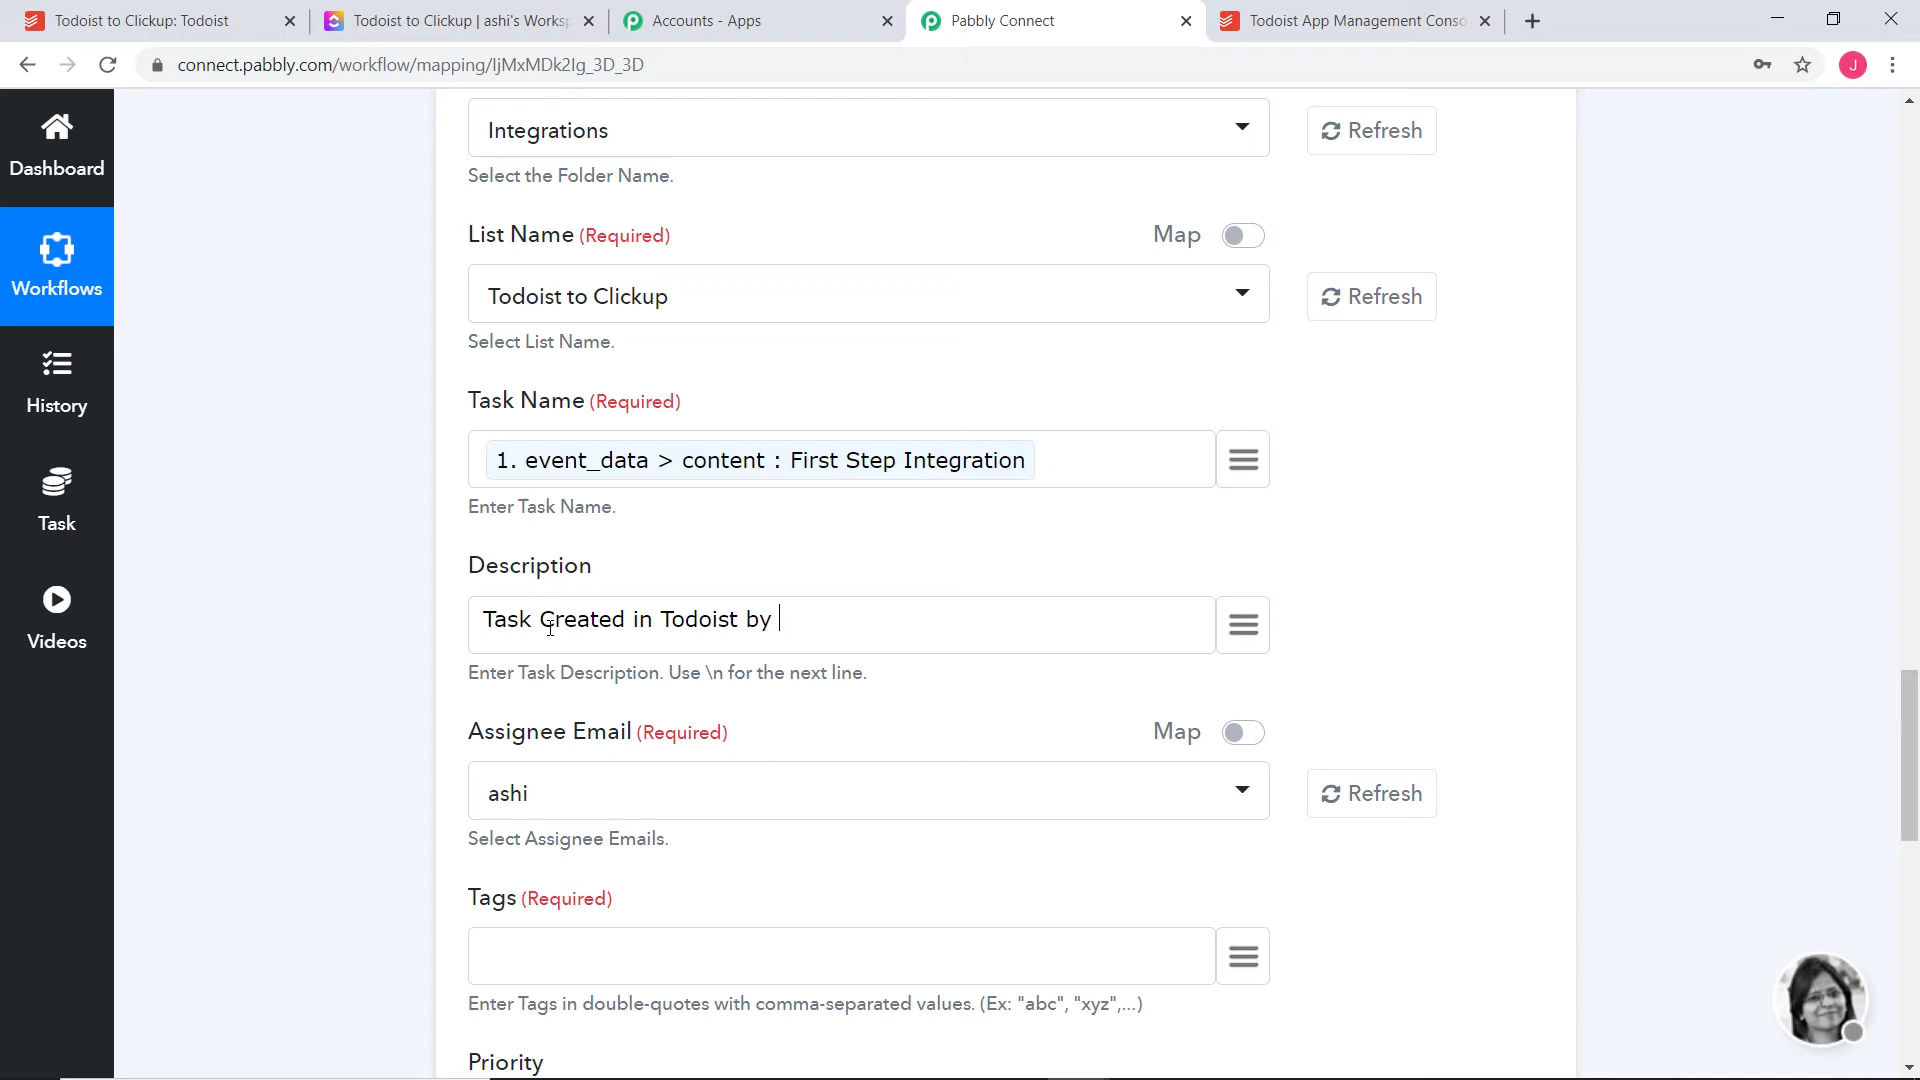 Todoist to Clickup: Todoist
Todoist to Clickup | ashi's Worksp
Accounts - Apps
Pabbly Connect
Todoist App Management Conso
connect.pabbly.com/workflow/mapping/IjMxMDk2Ig_3D_3D
J
Dashboard
Workflows
History
Task
Videos
Integrations
Refresh
Select the Folder Name.
List Name (Required)
Map
Todoist to Clickup
Refresh
Select List Name.
Task Name (Required)
1. event_data > content : First Step Integration
Enter Task Name.
Description
Task Created in Todoist by
Enter Task Description. Use \n for the next line.
Assignee Email (Required)
Map
ashi
Refresh
Select Assignee Emails.
Tags (Required)
Enter Tags in double-quotes with comma-separated values. (Ex: "abc", "xyz",...)
Priority